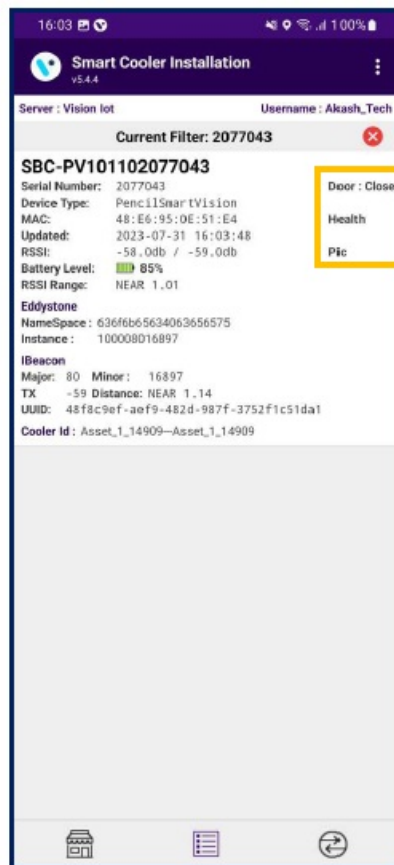 16:03 100%
Smart Cooler Installation
v5.4.4
Server : Vision Iot Username : Akash_Tech
Current Filter: 2077043
SBC-PV101102077043
Serial Number: 2077043 Door : Close
Device Type: PencilSmartVision
MAC: 48:E6:95:0E:51:E4 Health
Updated: 2023-07-31 16:03:48
RSSI: -58.0db / -59.0db Pic
Battery Level: 85%
RSSI Range: NEAR 1.01
Eddystone
NameSpace : 636f6b65634063656575
Instance : 100008016897
IBeacon
Major: 80 Minor: 16897
TX -59 Distance: NEAR 1.14
UUID: 48f8c9ef-aef9-482d-987f-3752f1c51da1
Cooler Id : Asset_1_14909--Asset_1_14909